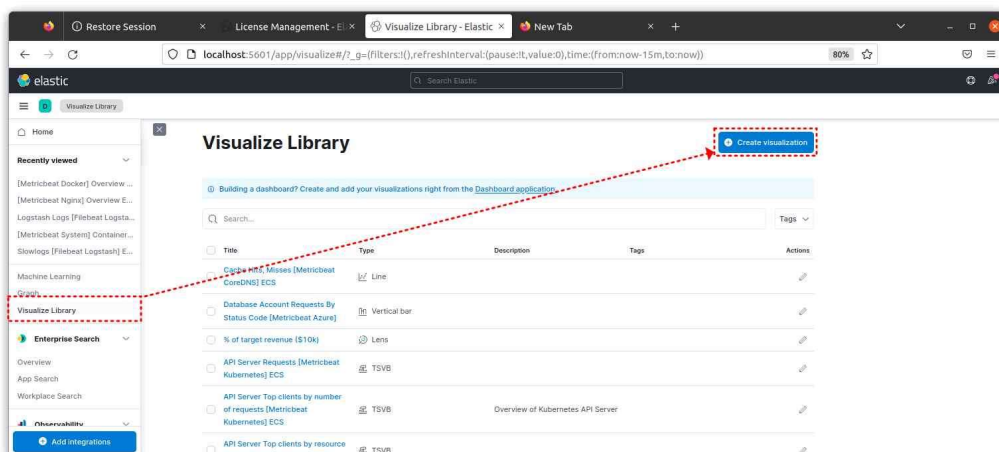 Restore Session
License Management - El
Visualize Library - Elastic
New Tab
localhost:5601/app/visualize#/?_g=(filters:!(),refreshInterval:(pause:!t,value:0),time:(from:now-15m,to:now))
80%
elastic
Search Elastic
D
Visualize Library
Home
Recently viewed
[Metricbeat Docker] Overview ...
[Metricbeat Nginx] Overview E...
Logstash Logs [Filebeat Logsta...
[Metricbeat System] Container...
Slowlogs [Filebeat Logstash] E...
Machine Learning
Graph
Visualize Library
Enterprise Search
Overview
App Search
Workplace Search
Observability
Add integrations
Visualize Library
Create visualization
Building a dashboard? Create and add your visualizations right from the Dashboard application.
Search...
Tags
Title Type Description Tags Actions
Cache Hits, Misses [Metricbeat
CoreDNS] ECS
Line
Database Account Requests By
Status Code [Metricbeat Azure]
Vertical bar
% of target revenue ($10k)
Lens
API Server Requests [Metricbeat
Kubernetes] ECS
TSVB
API Server Top clients by number
of requests [Metricbeat
Kubernetes] ECS
TSVB
Overview of Kubernetes API Server
API Server Top clients by resource
TSVB